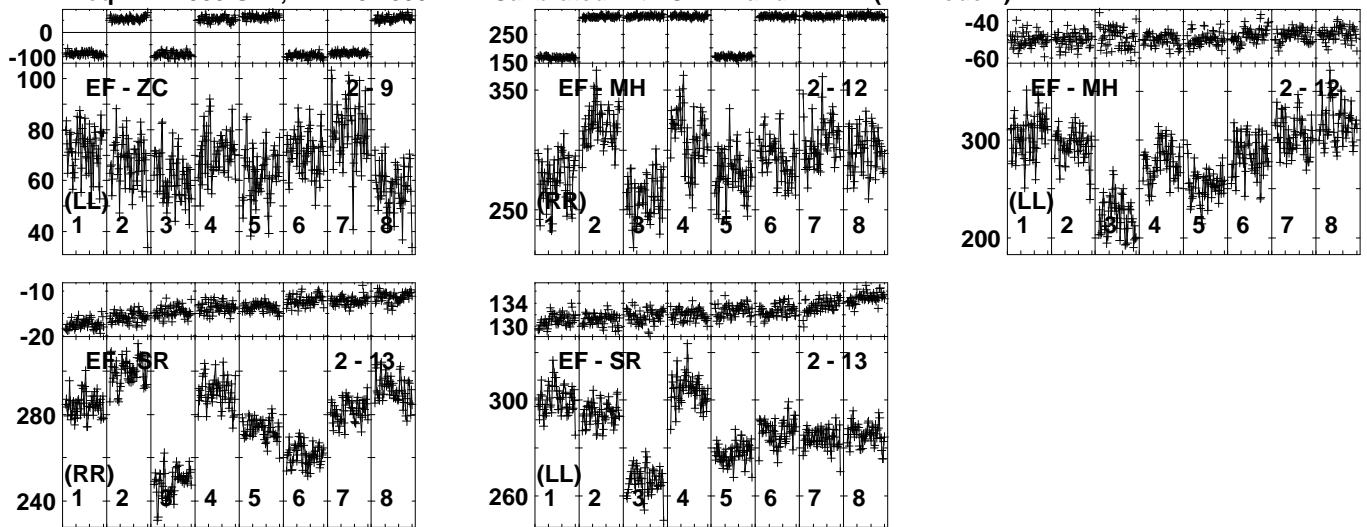 0
-100
100
80
60
40
EF - ZC 2 - 9
(LL)
1 2 3 4 5 6 7 8
250
150
350
250
EF - MH 2 - 12
(RR)
1 2 3 4 5 6 7 8
-40
-60
300
200
EF - MH 2 - 12
(LL)
1 2 3 4 5 6 7 8
-10
-20
280
240
EF - SR 2 - 13
(RR)
1 2 3 4 5 6 7 8
134
130
300
260
EF - SR 2 - 13
(LL)
1 2 3 4 5 6 7 8